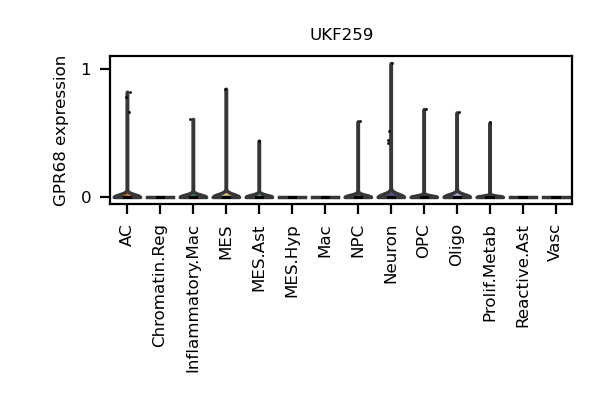 UKF259
GPR68 expression
1
0
AC
Chromatin.Reg
Inflammatory.Mac
MES
MES.Ast
MES.Hyp
Mac
NPC
Neuron
OPC
Oligo
Prolif.Metab
Reactive.Ast
Vasc